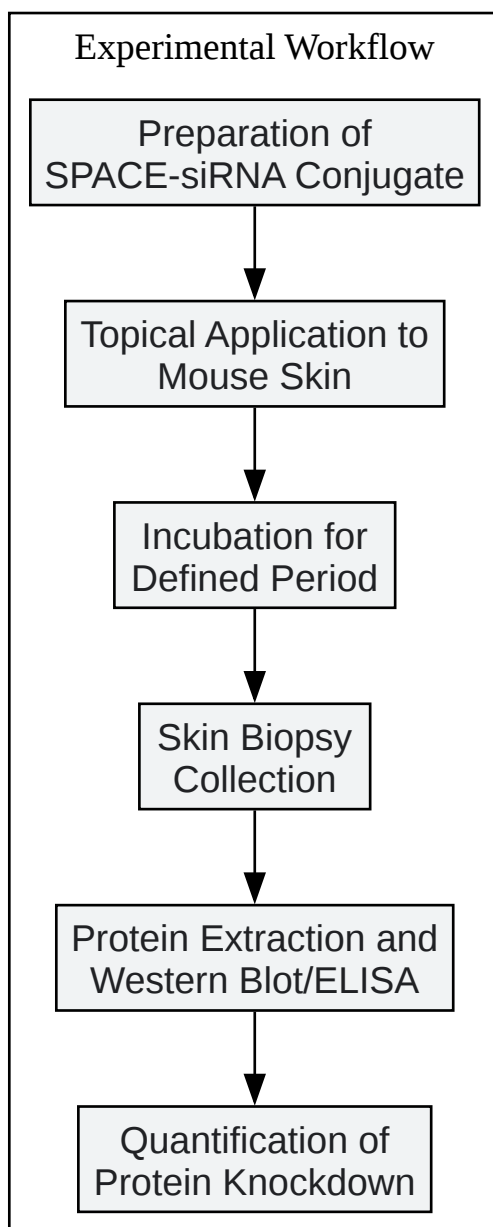 Experimental Workflow
Preparation of
SPACE-siRNA Conjugate
Topical Application to
Mouse Skin
Incubation for
Defined Period
Skin Biopsy
Collection
Protein Extraction and
Western Blot/ELISA
Quantification of
Protein Knockdown